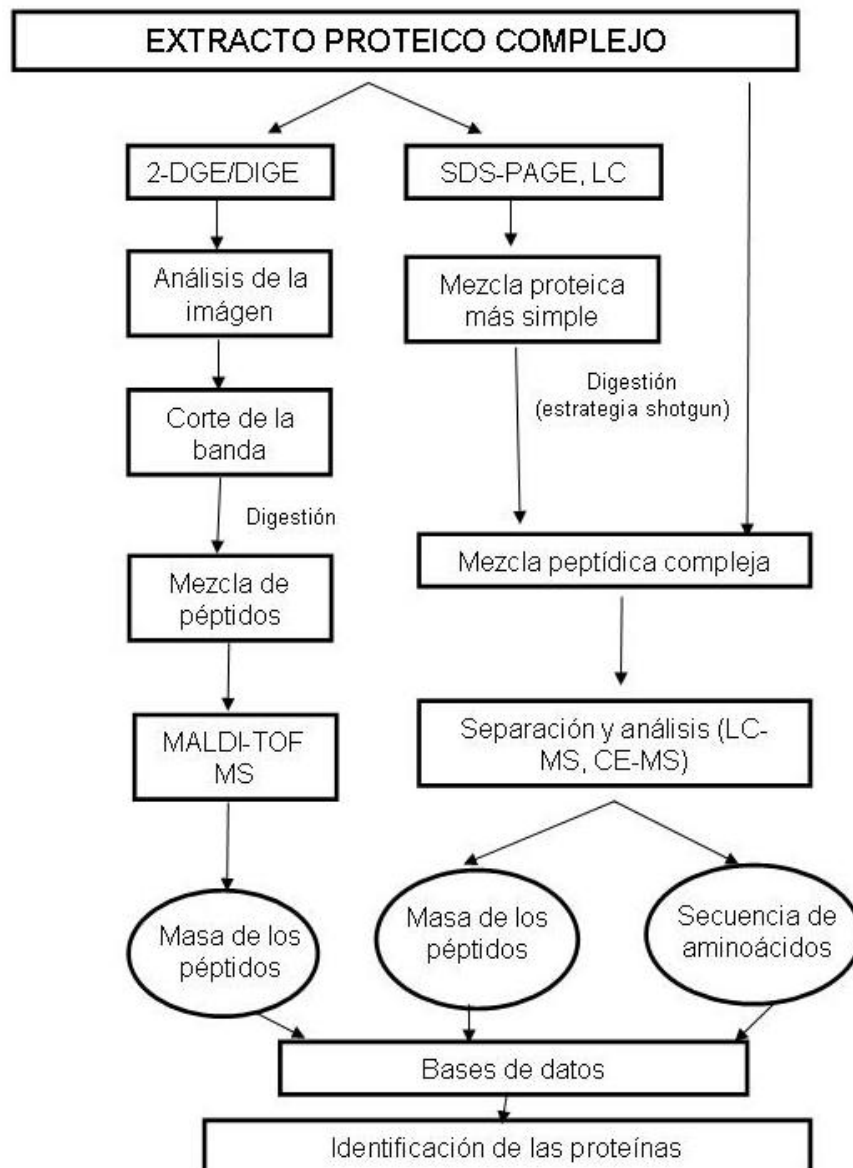 EXTRACTO PROTEICO COMPLEJO
2-DGE/DIGE
SDS-PAGE, LC
Análisis de la
imágen
Mezcla proteica
más simple
Digestión
(estrategia shotgun)
Corte de la
banda
Digestión
Mezcla peptídica compleja
Mezcla de
péptidos
MALDI-TOF
MS
Separación y análisis (LC-
MS, CE-MS)
Masa de los
péptidos
Masa de los
péptidos
Secuencia de
aminoácidos
Bases de datos
Identificación de las proteínas